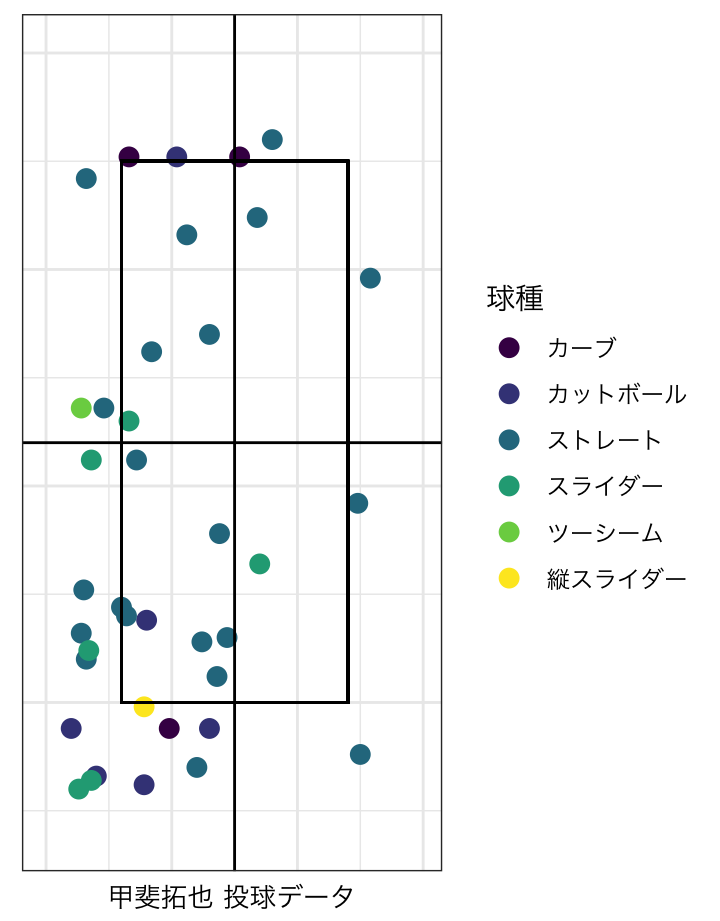 球種
カーブ
カットボール
ストレート
スライダー
ツーシーム
縦スライダー
甲斐拓也 投球データ